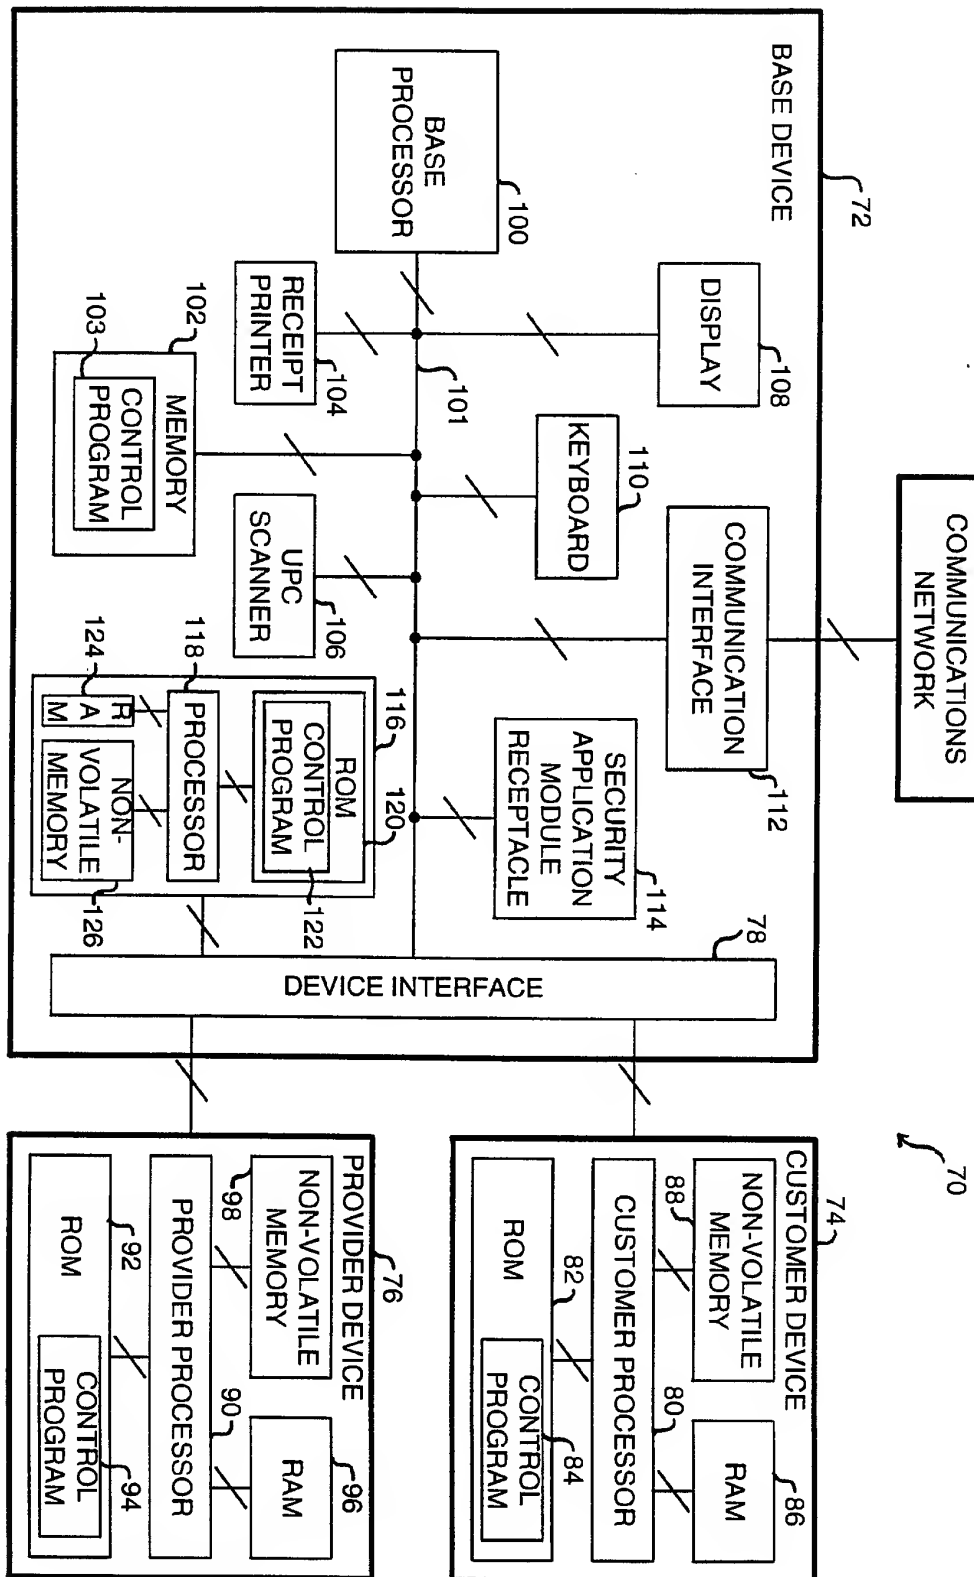 COMMUNICATIONS
NETWORK
70
BASE DEVICE
72
BASE
PROCESSOR
100
DISPLAY
108
KEYBOARD
110
COMMUNICATION
INTERFACE
112
SECURITY
APPLICATION
MODULE
RECEPTACLE
114
78
DEVICE INTERFACE
101
RECEIPT
PRINTER
104
102
103
MEMORY
CONTROL
PROGRAM
UPC
SCANNER
106
116
ROM
CONTROL
PROGRAM
120
122
118
PROCESSOR
124
R
A
M
NON-
VOLATILE
MEMORY
126
CUSTOMER DEVICE
74
NON-VOLATILE
MEMORY
88
RAM
86
CUSTOMER PROCESSOR
80
ROM
82
CONTROL
PROGRAM
84
PROVIDER DEVICE
76
NON-VOLATILE
MEMORY
98
RAM
96
PROVIDER PROCESSOR
90
ROM
92
CONTROL
PROGRAM
94